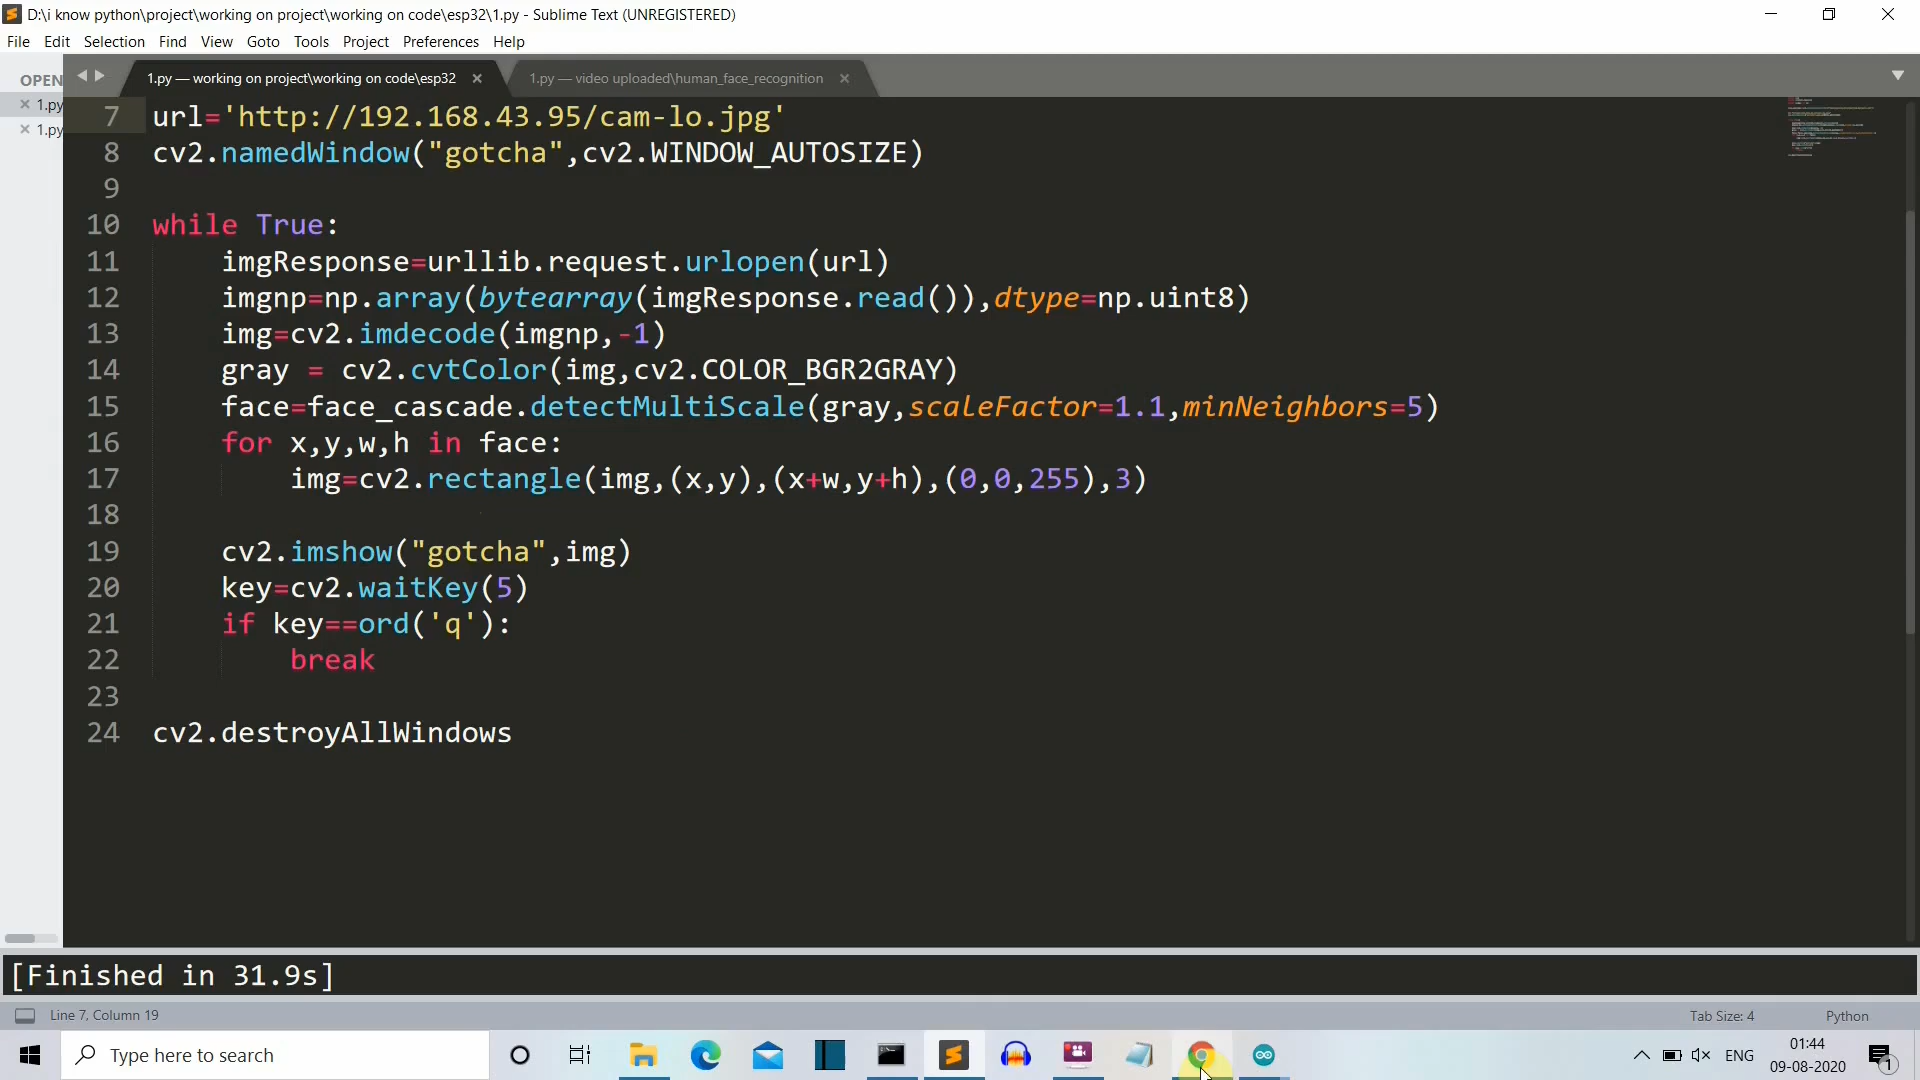 D:\i know python\project\working on project\working on code\esp32\1.py - Sublime Text (UNREGISTERED)
File Edit Selection Find View Goto Tools Project Preferences Help
OPEN
1.py — working on project\working on code\esp32
1.py — video uploaded\human_face_recognition
1.py
1.py
7 url='http://192.168.43.95/cam-lo.jpg'
8 cv2.namedWindow("gotcha",cv2.WINDOW_AUTOSIZE)
9
10 while True:
11 imgResponse=urllib.request.urlopen(url)
12 imgnp=np.array(bytearray(imgResponse.read()),dtype=np.uint8)
13 img=cv2.imdecode(imgnp,-1)
14 gray = cv2.cvtColor(img,cv2.COLOR_BGR2GRAY)
15 face=face_cascade.detectMultiScale(gray,scaleFactor=1.1,minNeighbors=5)
16 for x,y,w,h in face:
17 img=cv2.rectangle(img,(x,y),(x+w,y+h),(0,0,255),3)
18
19 cv2.imshow("gotcha",img)
20 key=cv2.waitKey(5)
21 if key==ord('q'):
22 break
23
24 cv2.destroyAllWindows
[Finished in 31.9s]
Line 7, Column 19
Tab Size: 4
Python
Type here to search
ENG
01:44
09-08-2020
1